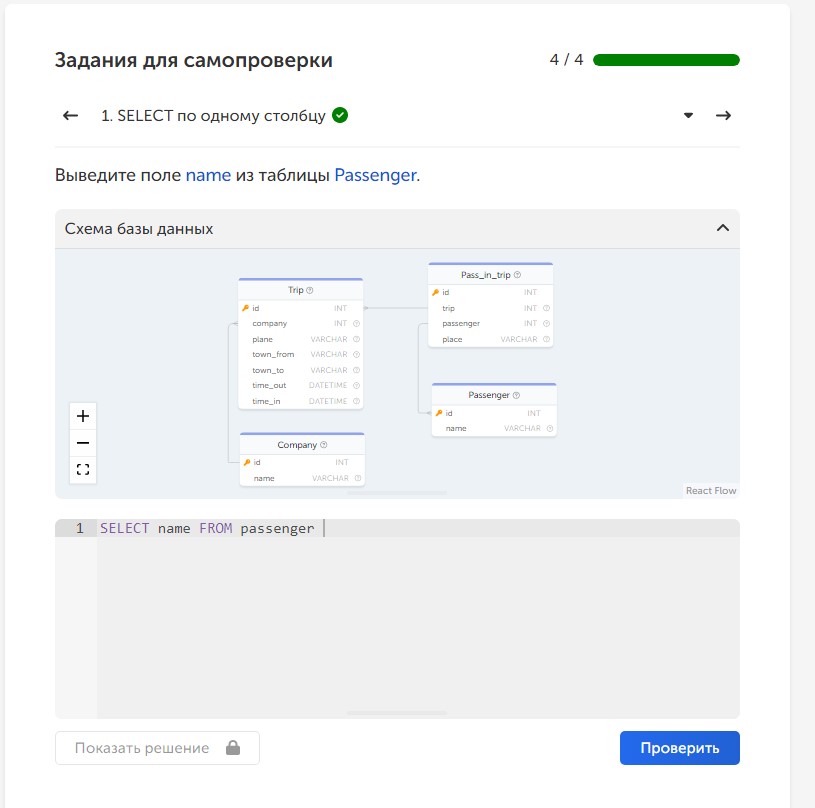 Задания для самопроверки
4 / 4
1. SELECT по одному столбцу
Выведите поле name из таблицы Passenger.
Схема базы данных
Trip
id INT
company INT
plane VARCHAR
town_from VARCHAR
town_to VARCHAR
time_out DATETIME
time_in DATETIME
Pass_in_trip
id INT
trip INT
passenger INT
place VARCHAR
Passenger
id INT
name VARCHAR
Company
id INT
name VARCHAR
React Flow
1 SELECT name FROM passenger
Показать решение
Проверить